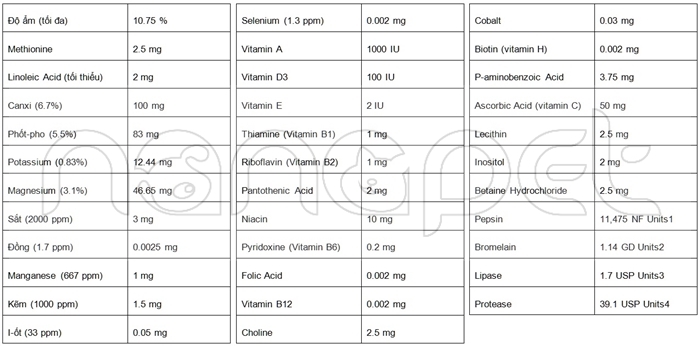 Độ ẩm (tối đa) 10.75 %
Methionine 2.5 mg
Linoleic Acid (tối thiểu) 2 mg
Canxi (6.7%) 100 mg
Phốt-pho (5.5%) 83 mg
Potassium (0.83%) 12.44 mg
Magnesium (3.1%) 46.65 mg
Sắt (2000 ppm) 3 mg
Đồng (1.7 ppm) 0.0025 mg
Manganese (667 ppm) 1 mg
Kẽm (1000 ppm) 1.5 mg
I-ốt (33 ppm) 0.05 mg
Selenium (1.3 ppm) 0.002 mg
Vitamin A 1000 IU
Vitamin D3 100 IU
Vitamin E 2 IU
Thiamine (Vitamin B1) 1 mg
Riboflavin (Vitamin B2) 1 mg
Pantothenic Acid 2 mg
Niacin 10 mg
Pyridoxine (Vitamin B6) 0.2 mg
Folic Acid 0.002 mg
Vitamin B12 0.002 mg
Choline 2.5 mg
Cobalt 0.03 mg
Biotin (vitamin H) 0.002 mg
P-aminobenzoic Acid 3.75 mg
Ascorbic Acid (vitamin C) 50 mg
Lecithin 2.5 mg
Inositol 2 mg
Betaine Hydrochloride 2.5 mg
Pepsin 11,475 NF Units1
Bromelain 1.14 GD Units2
Lipase 1.7 USP Units3
Protease 39.1 USP Units4
nanapet